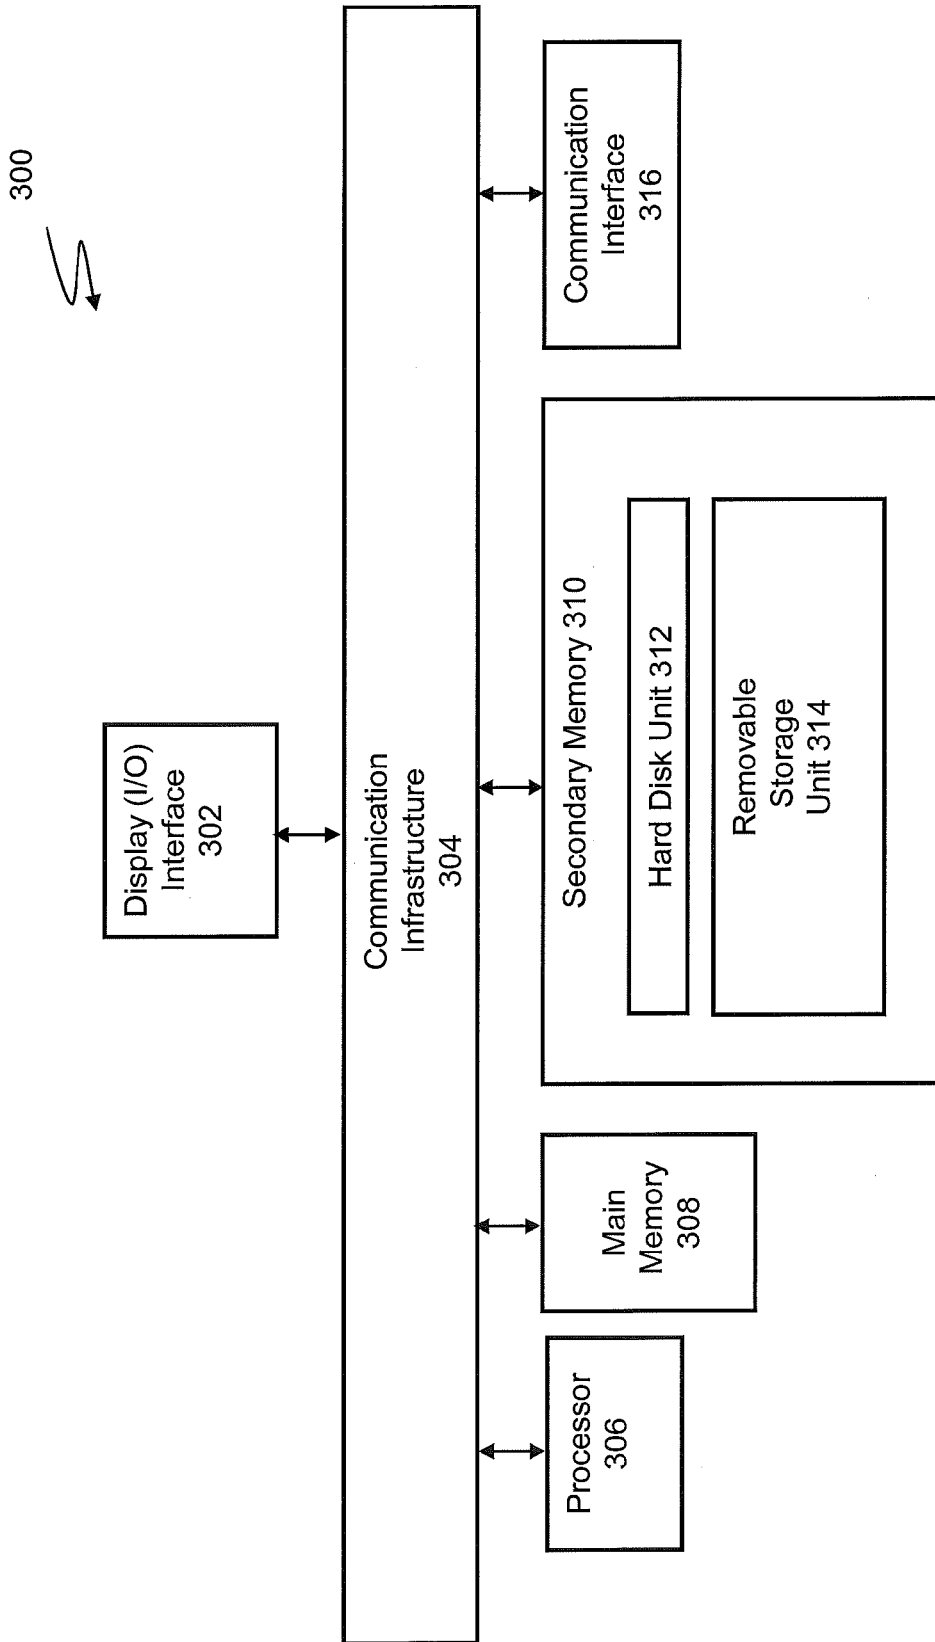 300
Display (I/O)
Interface
302
Communication
Infrastructure
304
Processor
306
Main
Memory
308
Secondary Memory 310
Hard Disk Unit 312
Removable
Storage
Unit 314
Communication
Interface
316